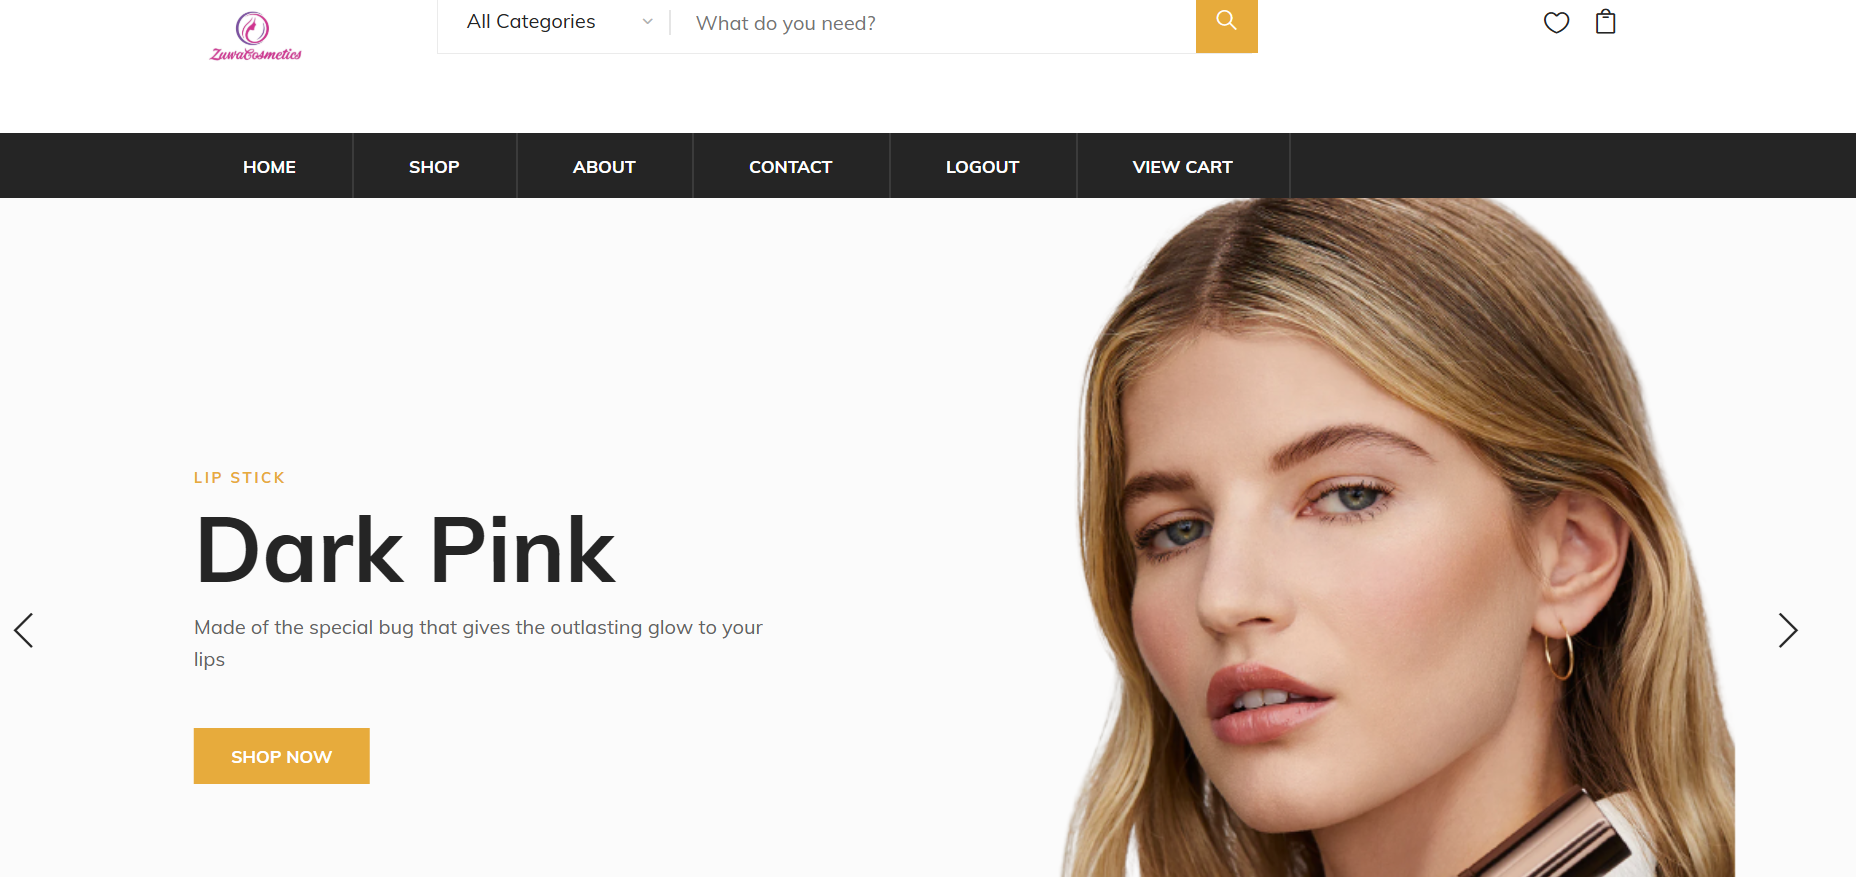 ZuwaCosmetics
All Categories
What do you need?
HOME
SHOP
ABOUT
CONTACT
LOGOUT
VIEW CART
LIP STICK
Dark Pink
Made of the special bug that gives the outlasting glow to your
lips
SHOP NOW